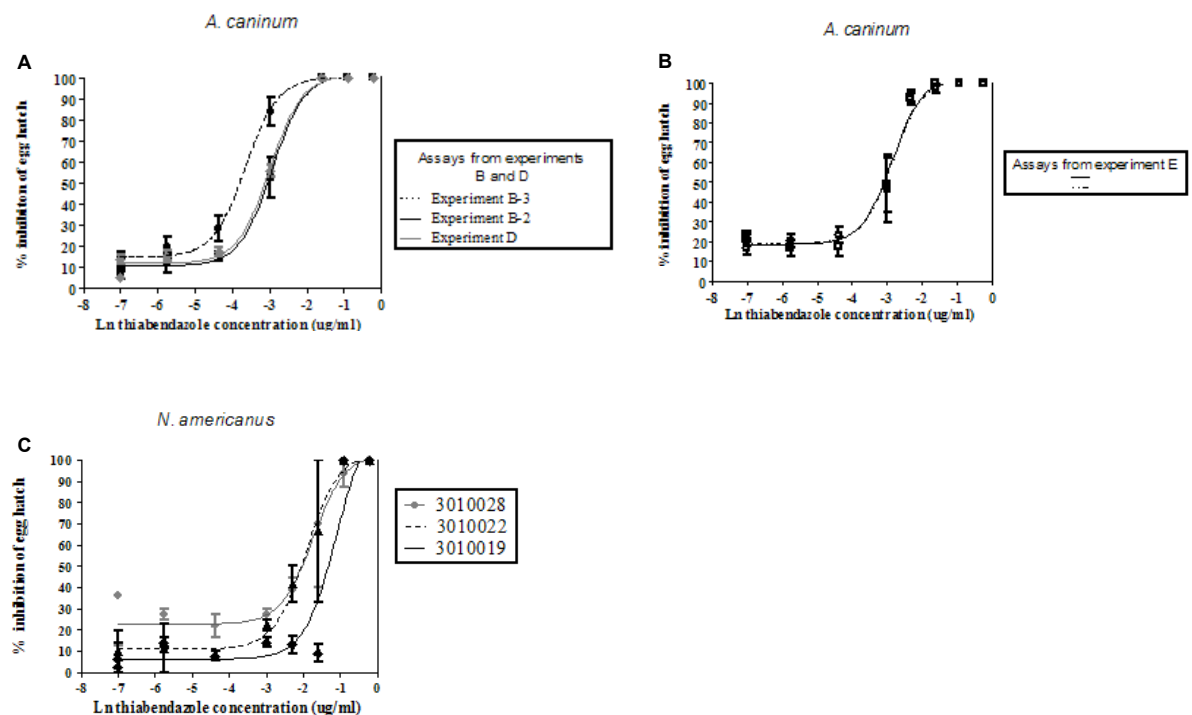 A. caninum
A
% inhibiton of egg hatch
100
90
80
70
60
50
40
30
20
10
0
-8 -7 -6 -5 -4 -3 -2 -1 0
Ln thiabendazole concentration (ug/ml)
Assays from experiments
B and D
Experiment B-3
Experiment B-2
Experiment D
A. caninum
B
% inhibition of egg hatch
100
90
80
70
60
50
40
30
20
10
0
-8 -7 -6 -5 -4 -3 -2 -1 0
Ln thiabendazole concentration (ug/ml)
Assays from experiment E
N. americanus
C
% inhibition of egg hatch
100
90
80
70
60
50
40
30
20
10
0
-8 -7 -6 -5 -4 -3 -2 -1 0
Ln thiabendazole concentration (ug/ml)
3010028
3010022
3010019